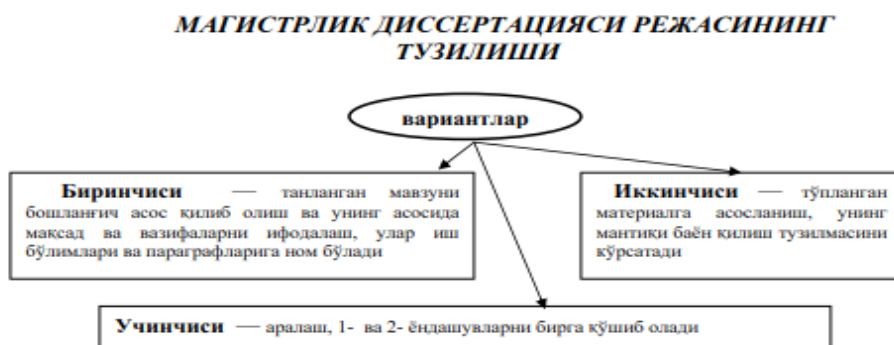 МАГИСТРЛИК ДИССЕРТАЦИЯСИ РЕЖАСИНИНГ
ТУЗИЛИШИ
вариантлар
Биринчиси — танланган мавзуни
бошланғич асос қилиб олиш ва унинг асосида
мақсад ва вазифаларни ифодалаш, улар иш
бўлимлари ва параграфларига ном бўлади
Иккинчиси — тўпланган
материалга асосланиш, унинг
мантиқи баён қилиш тузилмасини
кўрсатади
Учинчиси — аралаш, 1- ва 2- ёндашувларни бирга қўшиб олади